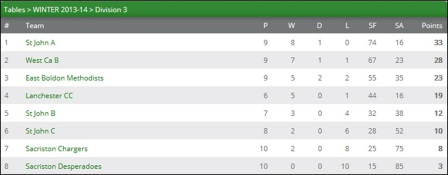 Tables > WINTER 2013-14 > Division 3
# Team P W D L SF SA Points
1 St John A 9 8 1 0 74 16 33
2 West Ca B 9 7 1 1 67 23 28
3 East Boldon Methodists 9 5 2 2 55 35 23
4 Lanchester CC 6 5 0 1 44 16 19
5 St John B 7 3 0 4 32 38 12
6 St John C 8 2 0 6 28 52 10
7 Sacriston Chargers 10 2 0 8 25 75 8
8 Sacriston Desperadoes 10 0 0 10 15 85 3